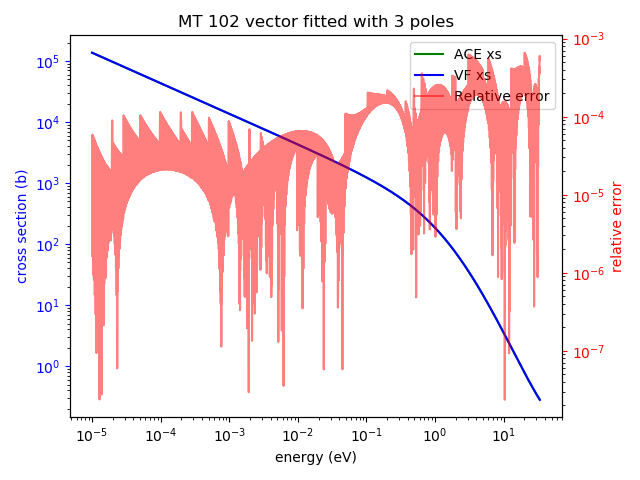 MT 102 vector fitted with 3 poles
ACE xs
VF xs
Relative error
cross section (b)
10^5
10^4
10^3
10^2
10^1
10^0
relative error
10^-3
10^-4
10^-5
10^-6
10^-7
10^-5 10^-4 10^-3 10^-2 10^-1 10^0 10^1
energy (eV)